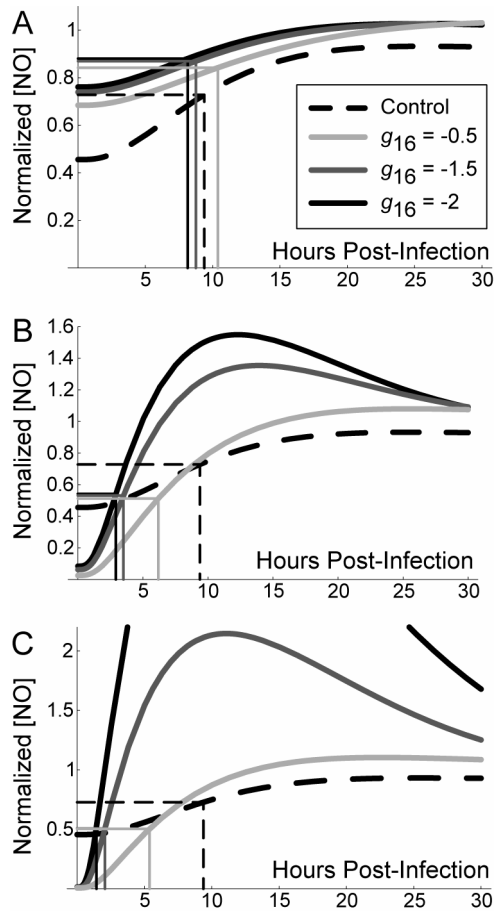 A
Normalized [NO]
1
0.8
0.6
0.4
0.2
Control
g16 = -0.5
g16 = -1.5
g16 = -2
Hours Post-Infection
5 10 15 20 25 30
B
Normalized [NO]
1.6
1.4
1.2
1
0.8
0.6
0.4
0.2
Hours Post-Infection
5 10 15 20 25 30
C
Normalized [NO]
2
1.5
1
0.5
Hours Post-Infection
5 10 15 20 25 30